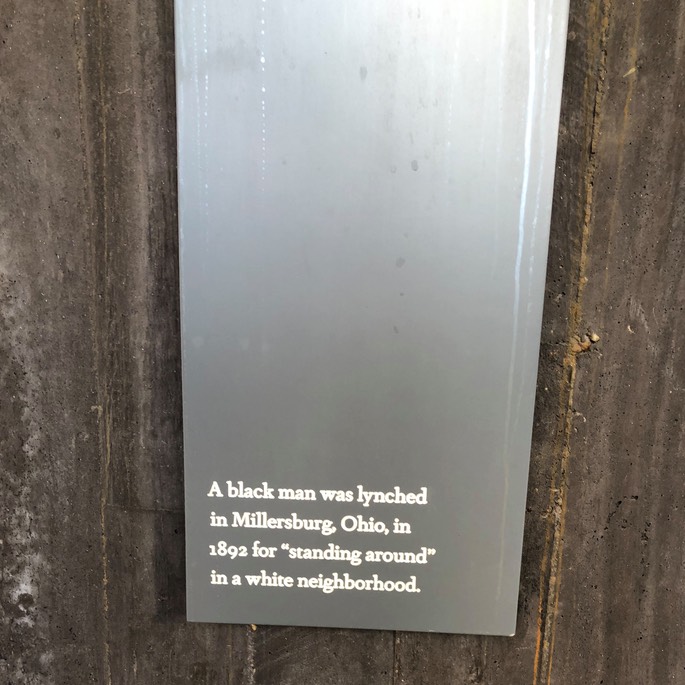 A black man was lynched
in Millersburg, Ohio, in
1892 for “standing around”
in a white neighborhood.